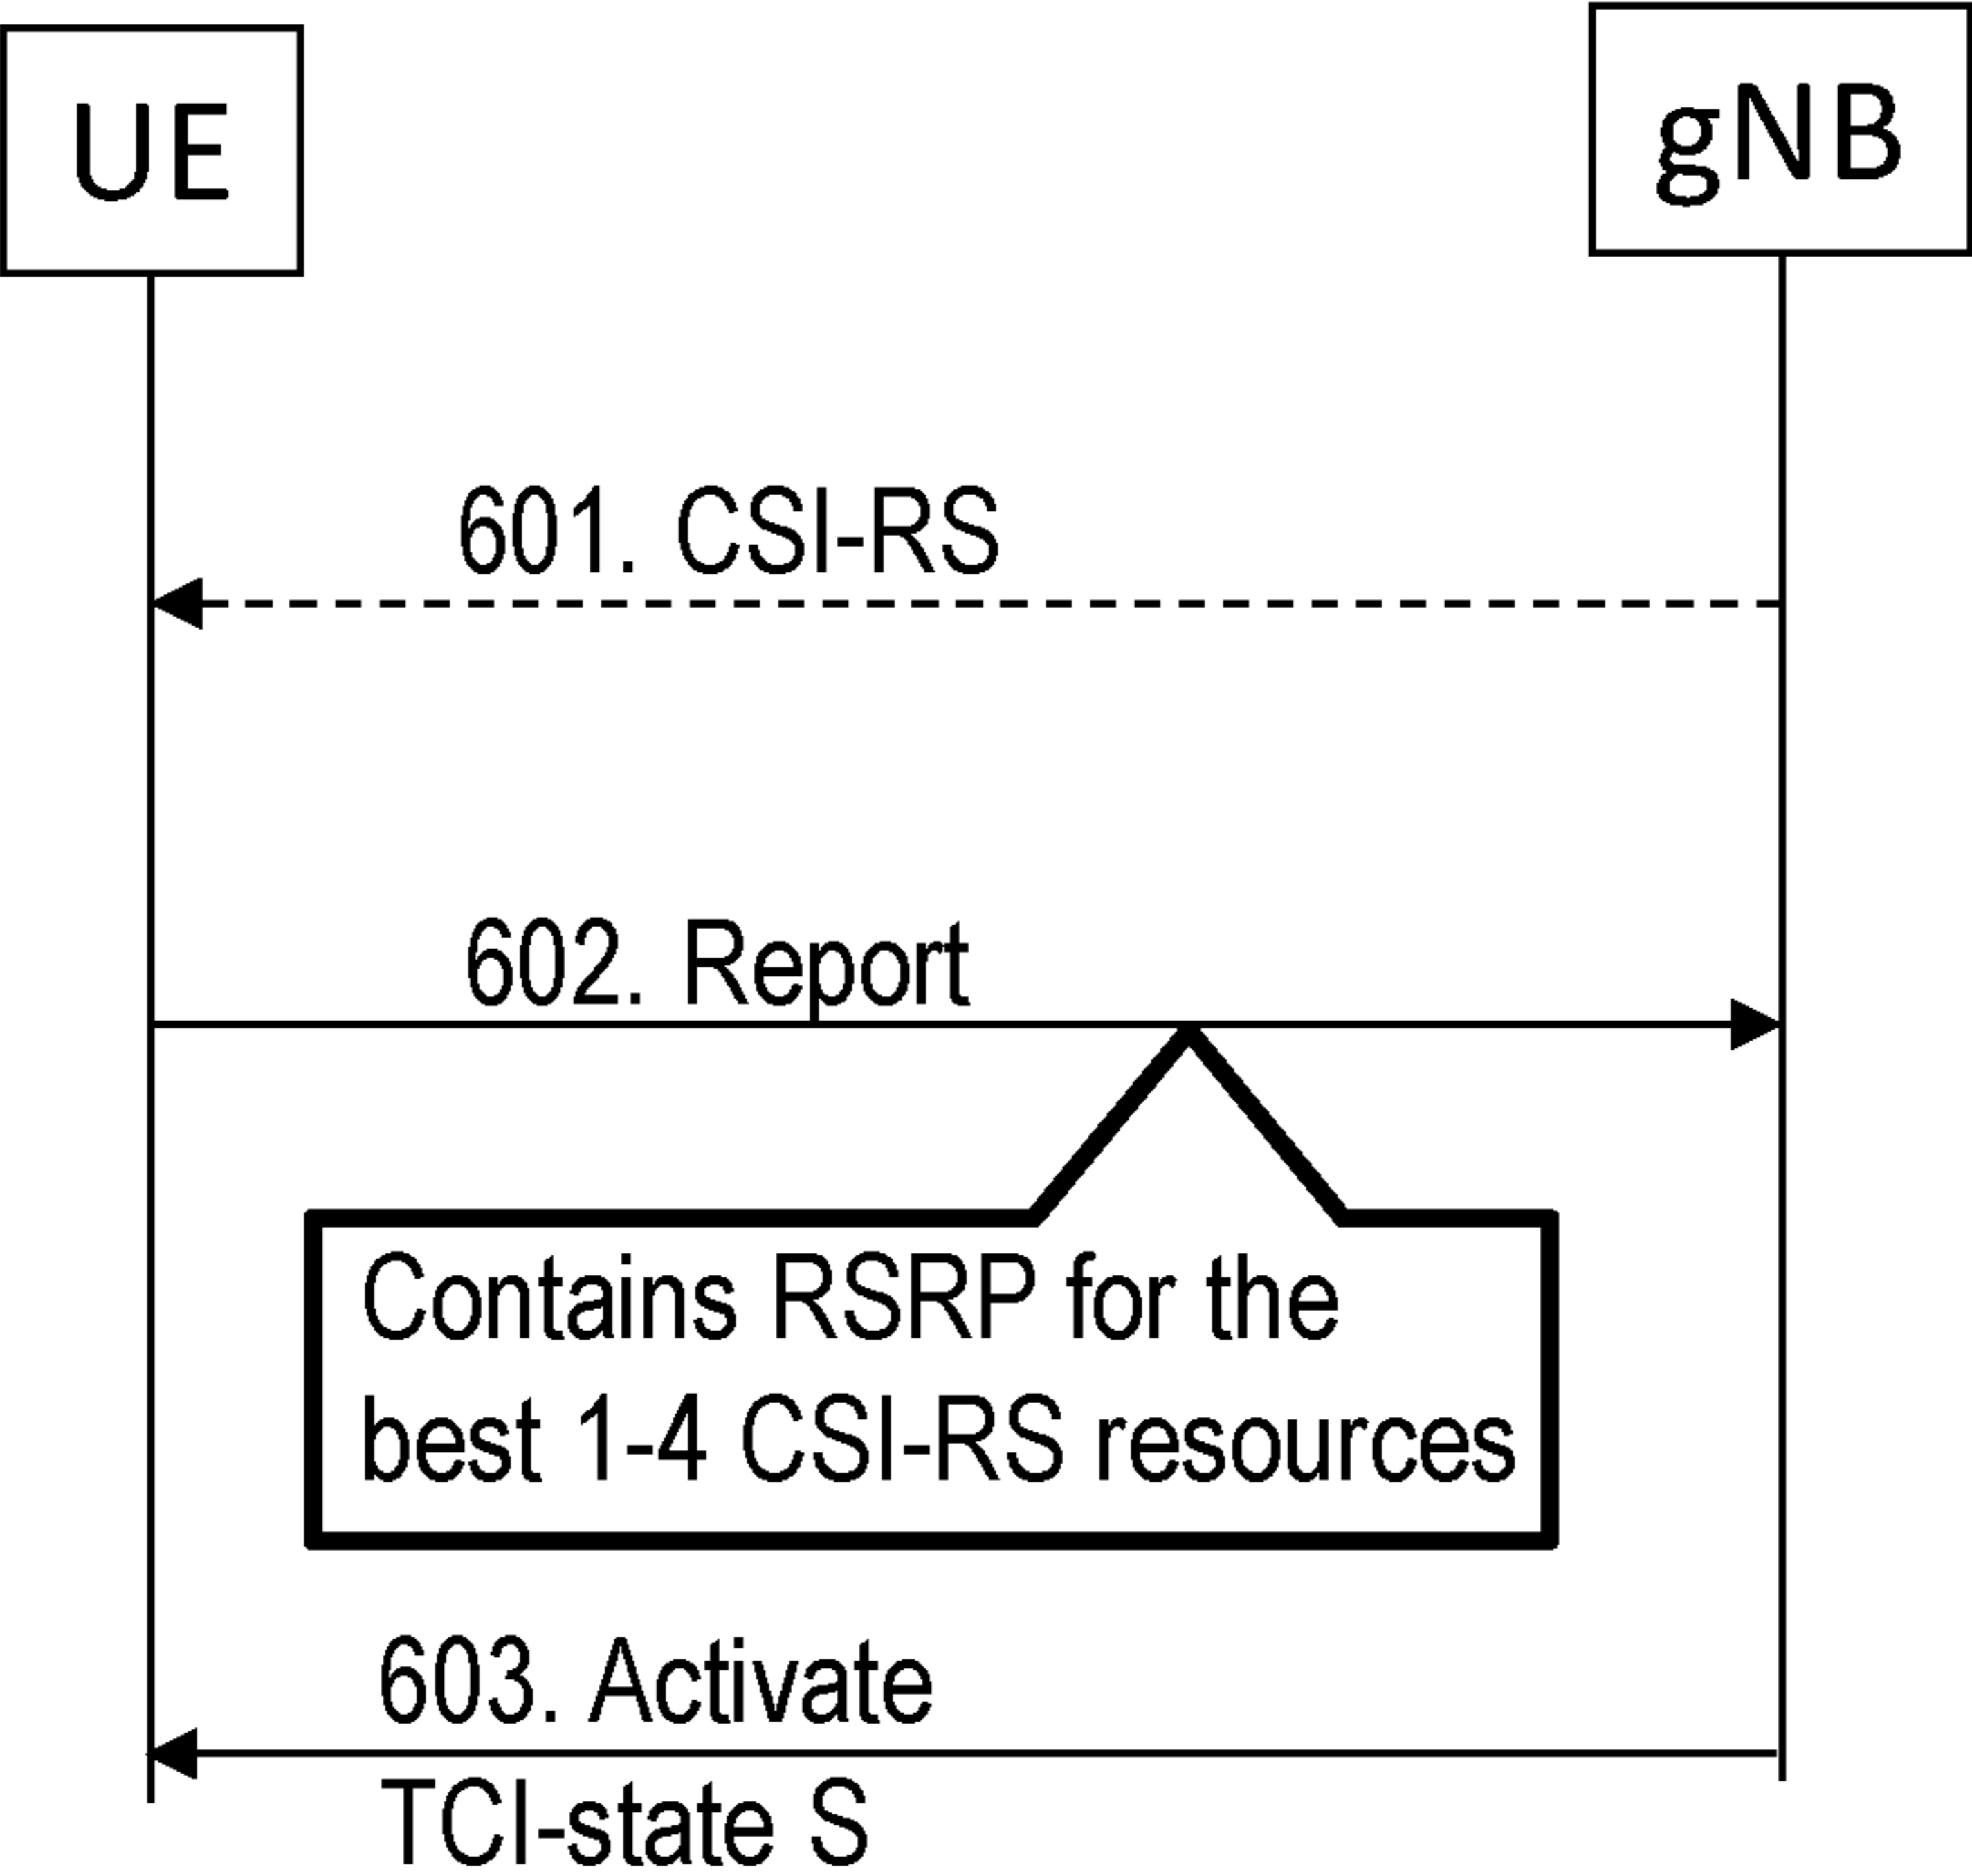 UE
gNB
601. CSI-RS
602. Report
Contains RSRP for the
best 1-4 CSI-RS resources
603. Activate
TCI-state S